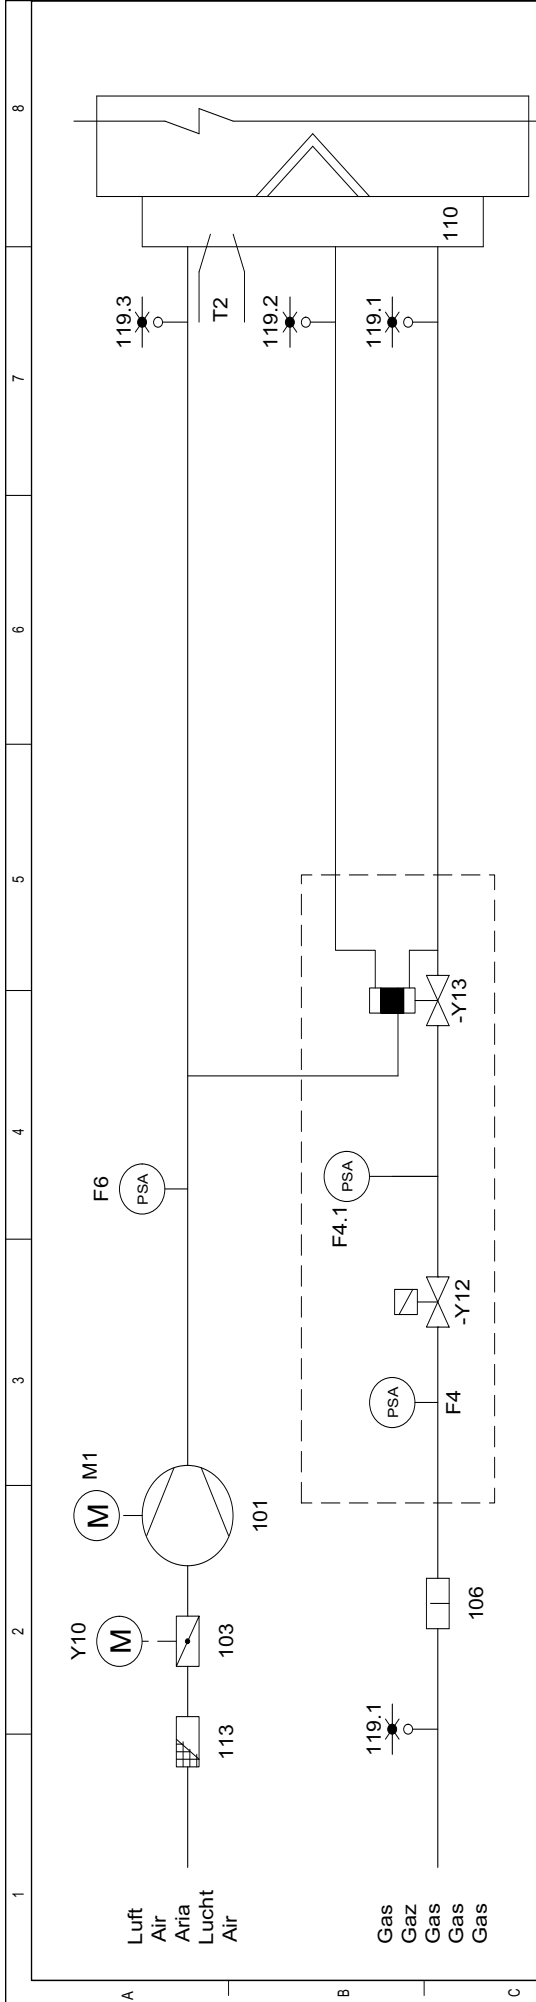 1
2
3
4
5
6
7
8
A
B
C
Luft
Air
Aria
Lucht
Air
113
103
Y10
M
M1
M
101
F6
PSA
119.3
T2
119.2
119.1
110
Gas
Gaz
Gas
Gas
Gas
119.1
106
PSA
F4
-Y12
F4.1
PSA
-Y13